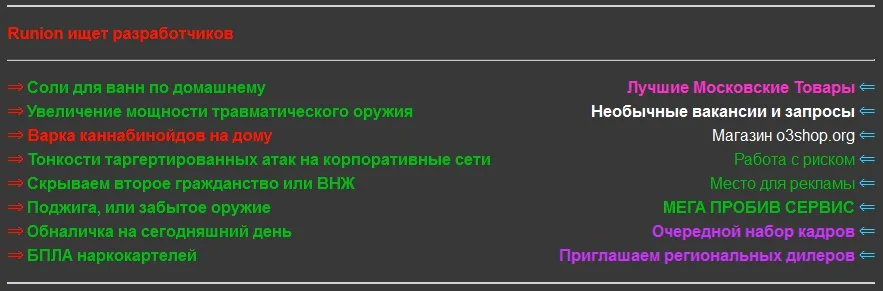 Runion ищет разработчиков
⇒ Соли для ванн по домашнему
Лучшие Московские Товары ⇐
⇒ Увеличение мощности травматического оружия
Необычные вакансии и запросы ⇐
⇒ Варка каннабинойдов на дому
Магазин o3shop.org ⇐
⇒ Тонкости таргертированных атак на корпоративные сети
Работа с риском ⇐
⇒ Скрываем второе гражданство или ВНЖ
Место для рекламы ⇐
⇒ Поджига, или забытое оружие
МЕГА ПРОБИВ СЕРВИС ⇐
⇒ Обналичка на сегодняшний день
Очередной набор кадров ⇐
⇒ БПЛА наркокартелей
Приглашаем региональных дилеров ⇐